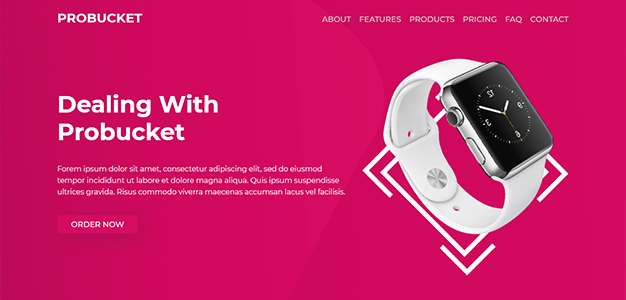 PROBUCKET
ABOUT FEATURES PRODUCTS PRICING FAQ CONTACT
Dealing With
Probucket
Forem ipsum dolor sit amet, consectetur adipiscing elit, sed do eiusmod
tempor incididunt ut labore et dolore magna aliqua. Quis ipsum suspendisse
ultrices gravida. Risus commodo viverra maecenas accumsan lacus vel facilisis.
ORDER NOW